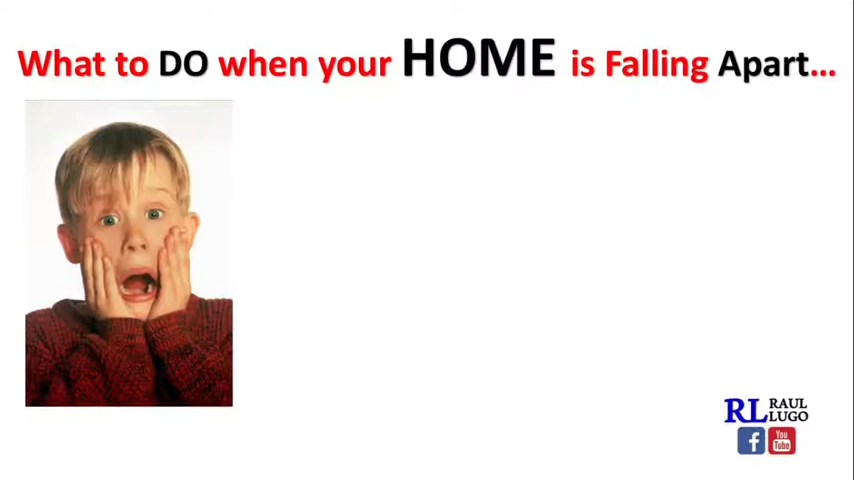 What to DO when your HOME is Falling Apart...
RL RAUL
LUGO
f You
Tube